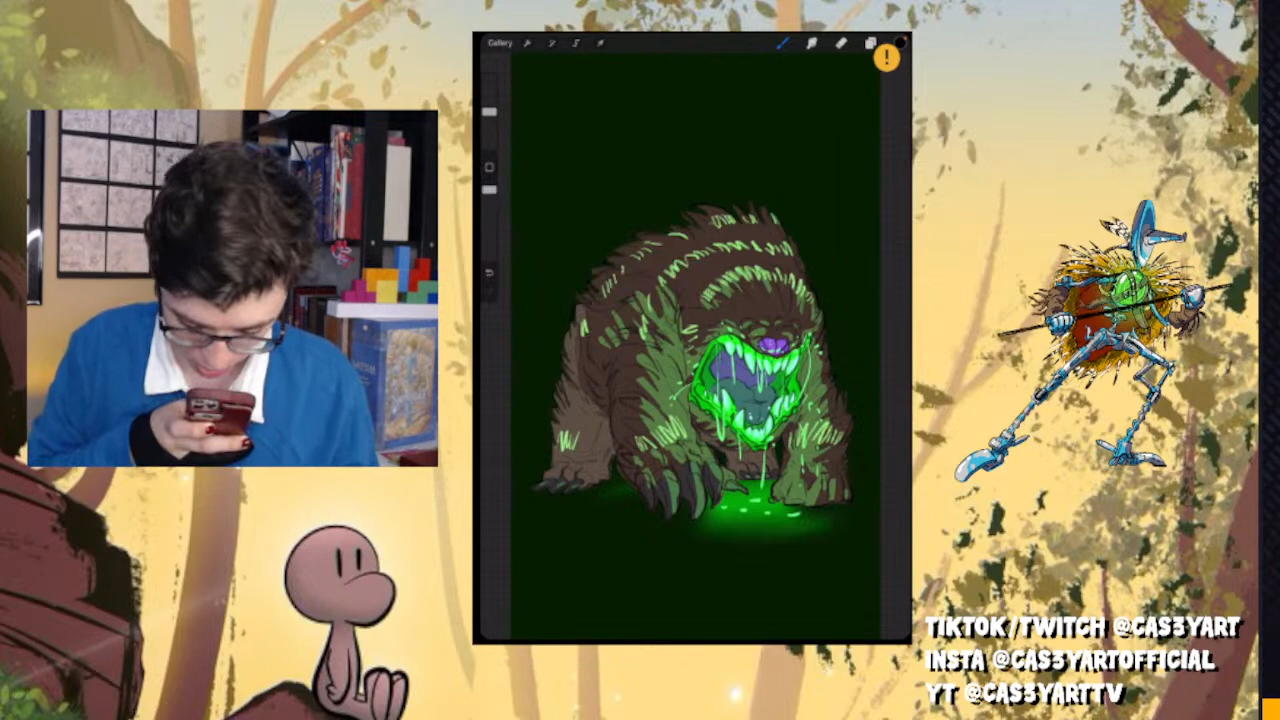 Gallery
!
TIKTOK/TWITCH @CAS3YART
INSTA @CAS3YARTOFFICIAL
YT @CAS3YARTTV